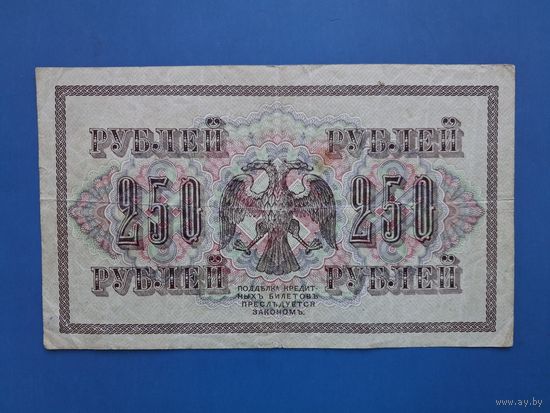 РУБЛЕЙ РУБЛЕЙ
250 250
РУБЛЕЙ РУБЛЕЙ
ПОДДѢЛКА КРЕДИТ-
НЫХЪ БИЛЕТОВЪ
ПРЕСЛѢДУЕТСЯ
ЗАКОНОМЪ.
www.ay.by